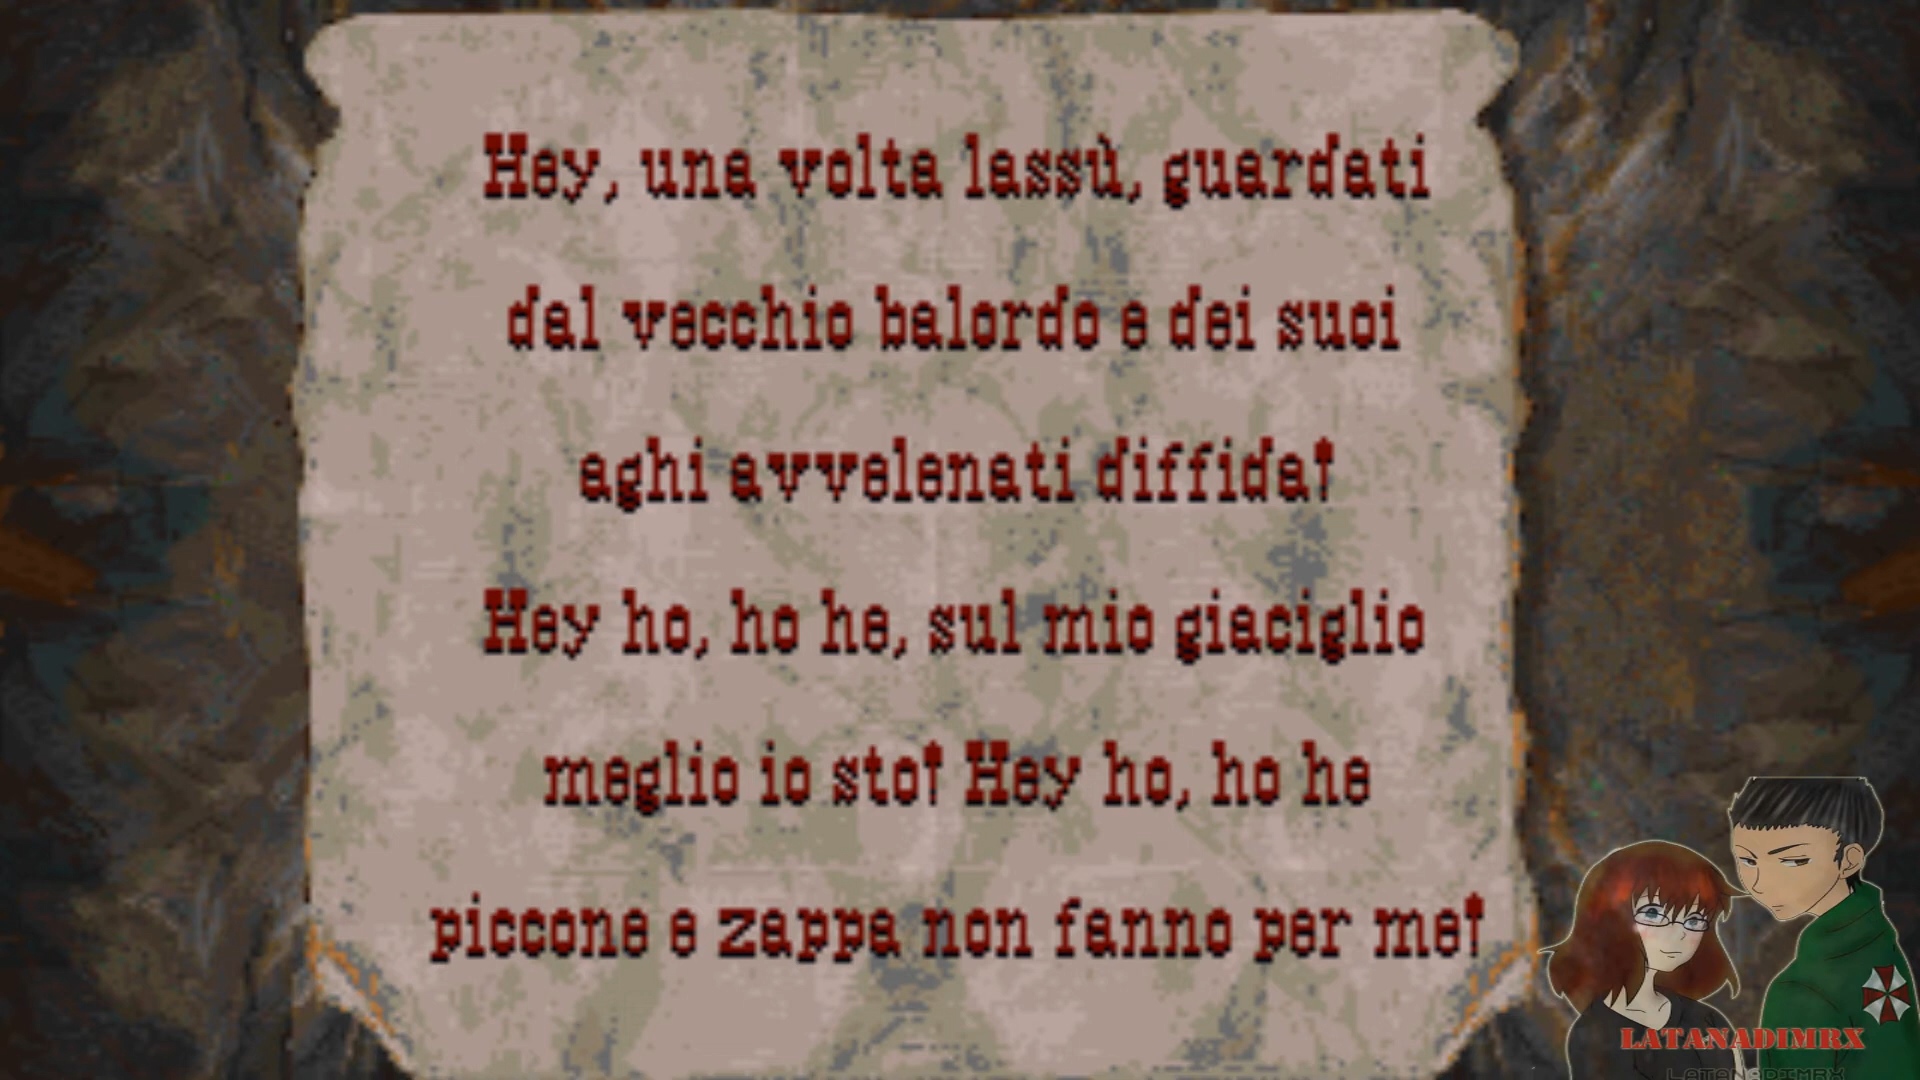 Hey, una volta lassù, guardati
dal vecchio balordo e dei suoi
aghi avvelenati diffida!
Hey ho, ho he, sul mio giaciglio
meglio io sto! Hey ho, ho he
piccone e zappa non fanno per me!
LATANADIMRX
LATANADIMRX